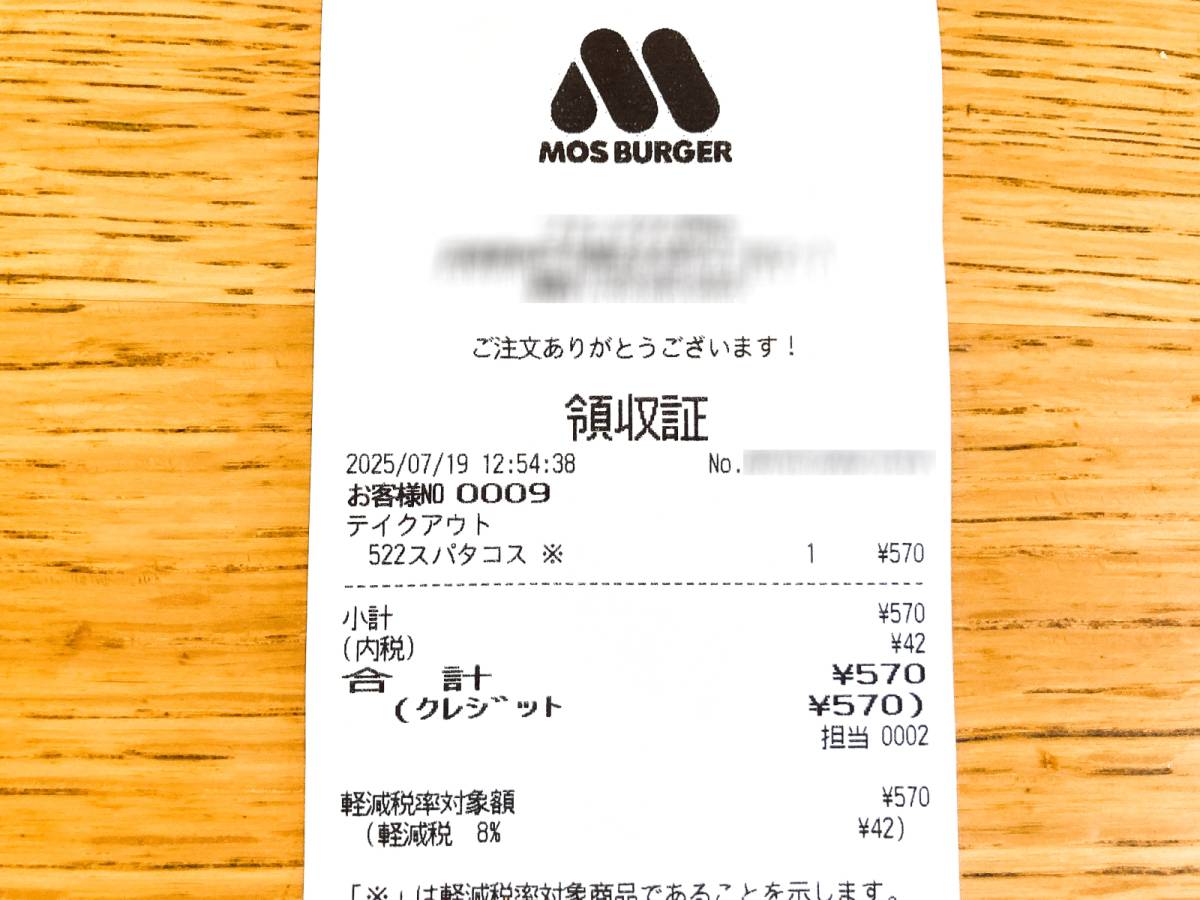 MOS BURGER
ご注文ありがとうございます!
領収証
2025/07/19 12:54:38 No.
お客様NO 0009
テイクアウト
522スパタコス ※ 1 ¥570
小計 ¥570
(内税) ¥42
合 計 ¥570
(クレジット ¥570)
担当 0002
軽減税率対象額 ¥570
(軽減税 8% ¥42)
「※」は軽減税率対象商品であることを示します。